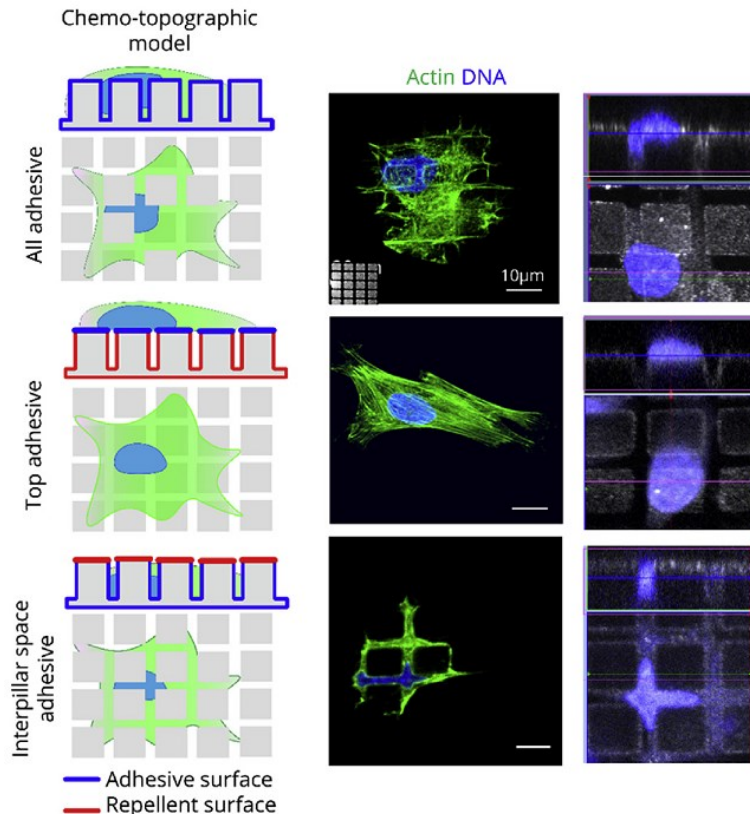 Chemo-topographic
model
Actin DNA
All adhesive
10µm
Top adhesive
Interpillar space
adhesive
Adhesive surface
Repellent surface